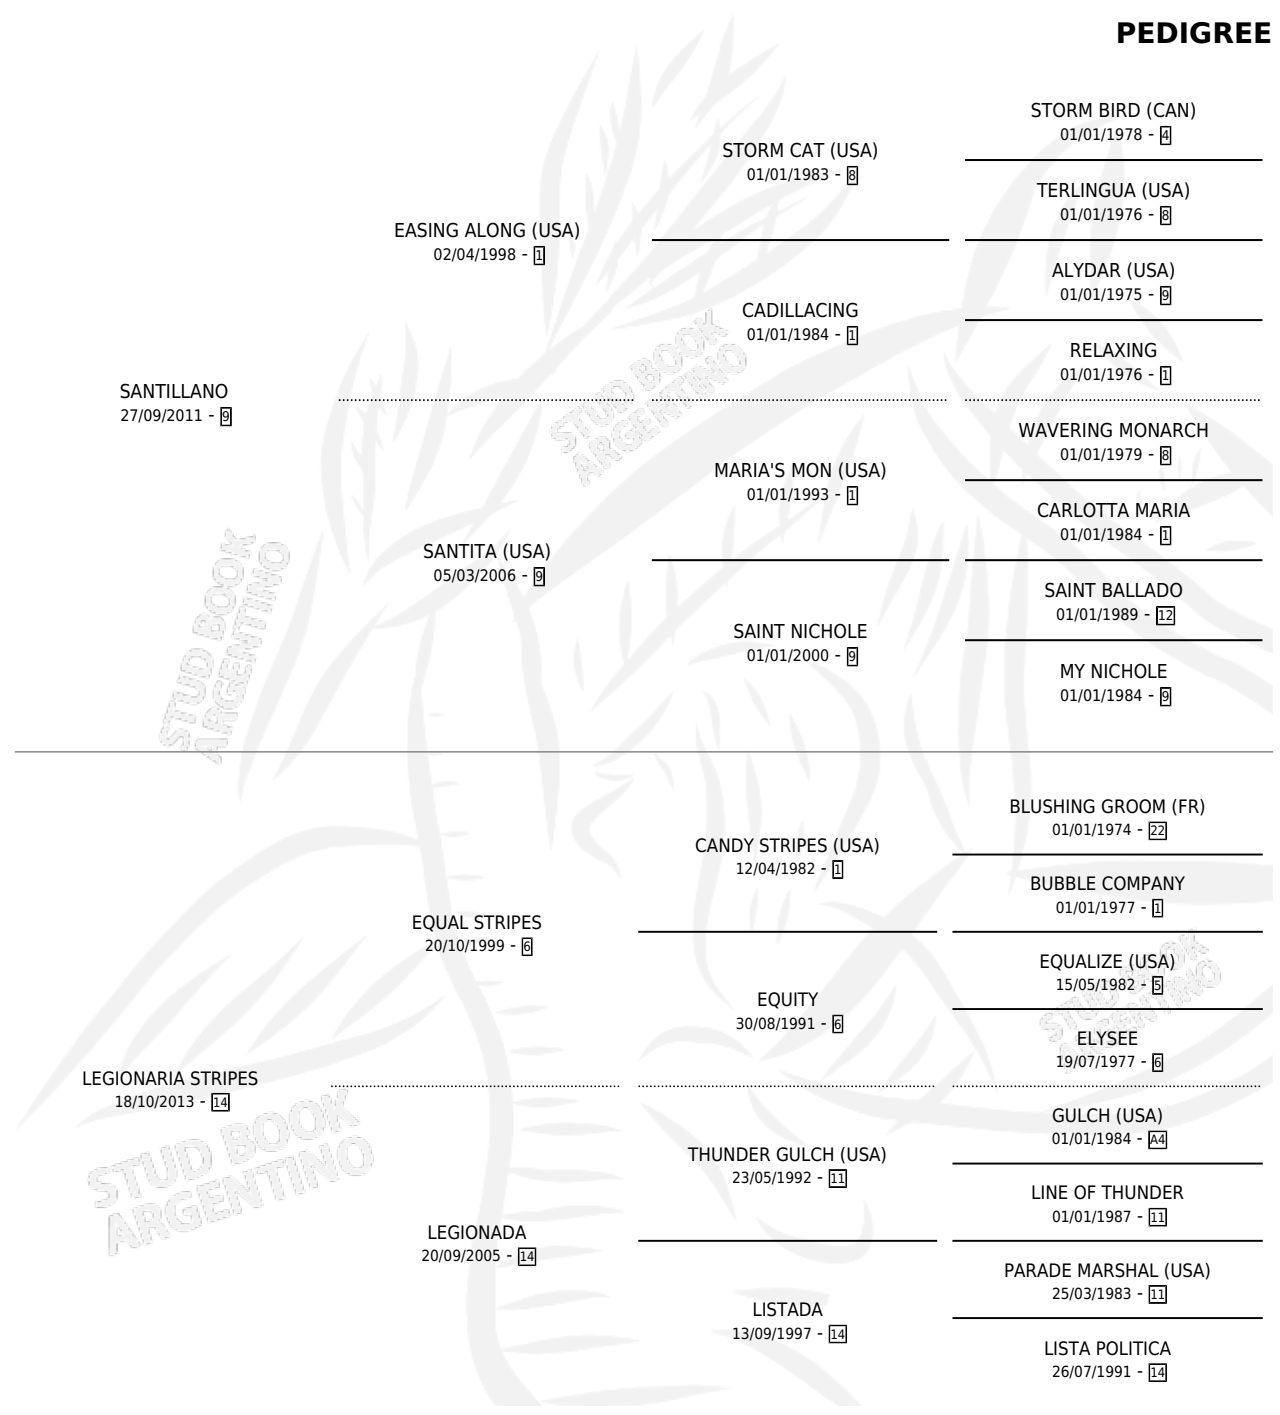 PEDIGREE
STORM BIRD (CAN)
01/01/1978 - 4
STORM CAT (USA)
01/01/1983 - 8
TERLINGUA (USA)
01/01/1976 - 8
EASING ALONG (USA)
02/04/1998 - 1
ALYDAR (USA)
01/01/1975 - 9
CADILLACING
01/01/1984 - 1
RELAXING
01/01/1976 - 1
SANTILLANO
27/09/2011 - 9
WAVERING MONARCH
01/01/1979 - 8
MARIA'S MON (USA)
01/01/1993 - 1
CARLOTTA MARIA
01/01/1984 - 1
SANTITA (USA)
05/03/2006 - 9
SAINT BALLADO
01/01/1989 - 12
SAINT NICHOLE
01/01/2000 - 9
MY NICHOLE
01/01/1984 - 9
BLUSHING GROOM (FR)
01/01/1974 - 22
CANDY STRIPES (USA)
12/04/1982 - 1
BUBBLE COMPANY
01/01/1977 - 1
EQUAL STRIPES
20/10/1999 - 6
EQUALIZE (USA)
15/05/1982 - 5
EQUITY
30/08/1991 - 6
ELYSEE
19/07/1977 - 6
LEGIONARIA STRIPES
18/10/2013 - 14
GULCH (USA)
01/01/1984 - A4
THUNDER GULCH (USA)
23/05/1992 - 11
LINE OF THUNDER
01/01/1987 - 11
LEGIONADA
20/09/2005 - 14
PARADE MARSHAL (USA)
25/03/1983 - 11
LISTADA
13/09/1997 - 14
LISTA POLITICA
26/07/1991 - 14
STUD BOOK
ARGENTINO
STUD BOOK
ARGENTINO
STUD BOOK
ARGENTINO
STUD BOOK
ARGENTINO